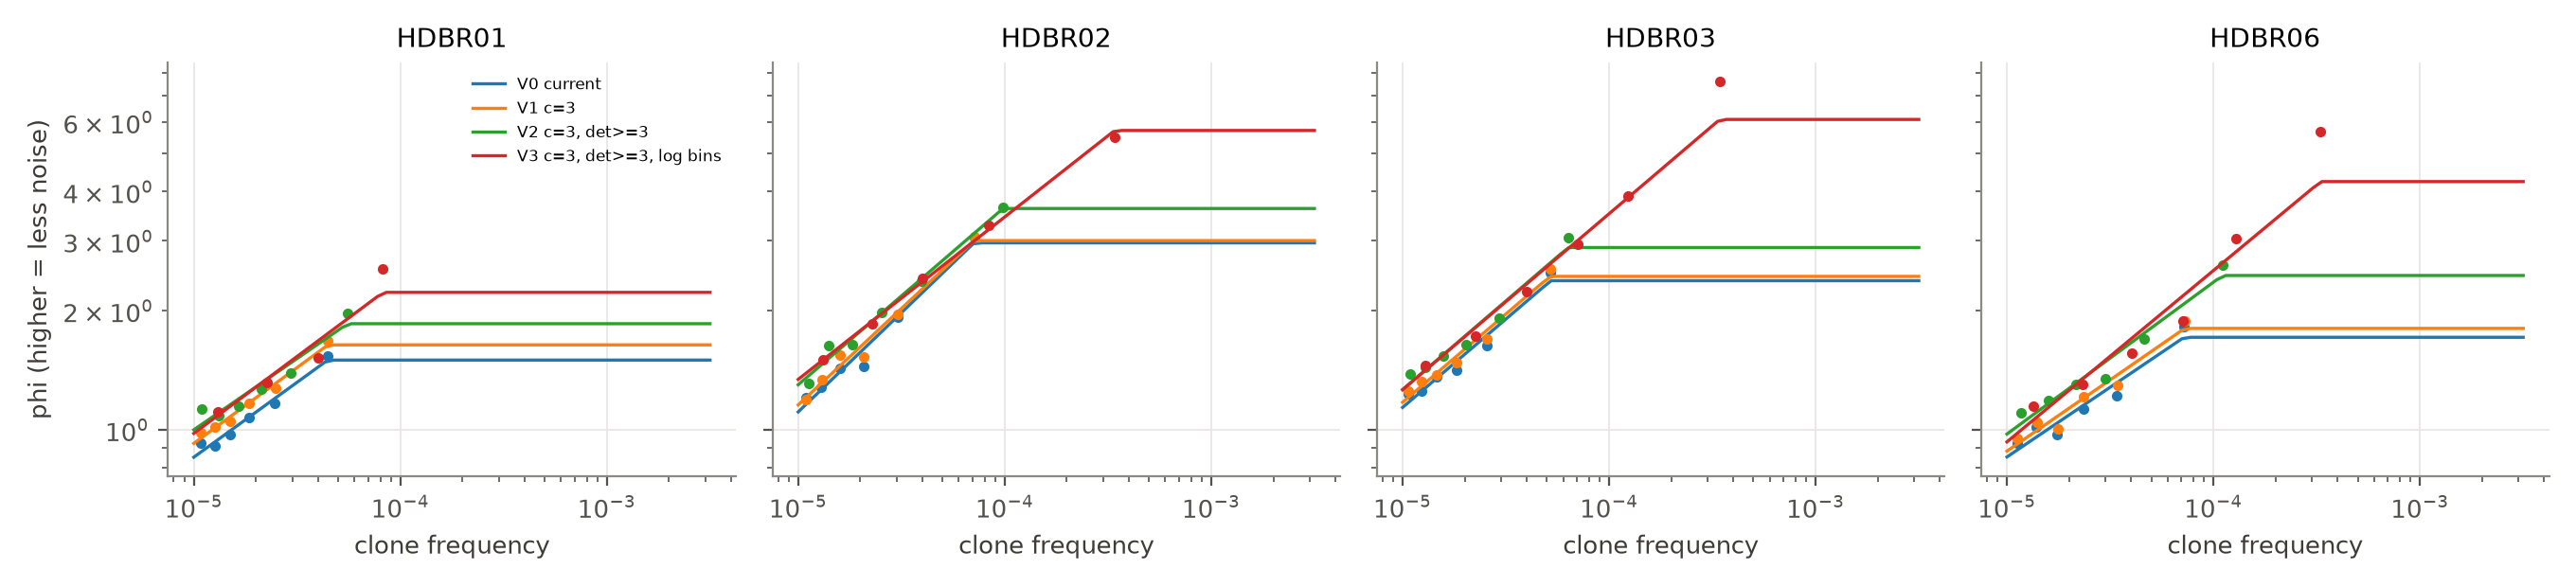 HDBR01
HDBR02
HDBR03
HDBR06
V0 current
V1 c=3
V2 c=3, det>=3
V3 c=3, det>=3, log bins
phi (higher = less noise)
6 × 10⁰
4 × 10⁰
3 × 10⁰
2 × 10⁰
10⁰
10⁻⁵ 10⁻⁴ 10⁻³
10⁻⁵ 10⁻⁴ 10⁻³
10⁻⁵ 10⁻⁴ 10⁻³
10⁻⁵ 10⁻⁴ 10⁻³
clone frequency
clone frequency
clone frequency
clone frequency